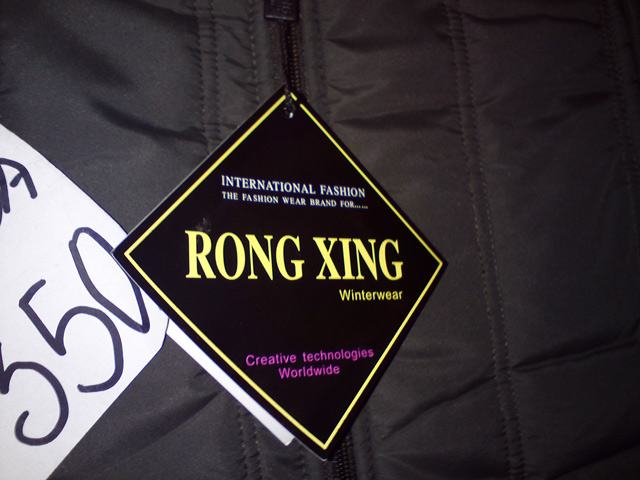 INTERNATIONAL FASHION
THE FASHION WEAR BRAND FOR......
RONG XING
Winterwear
Creative technologies
Worldwide
550